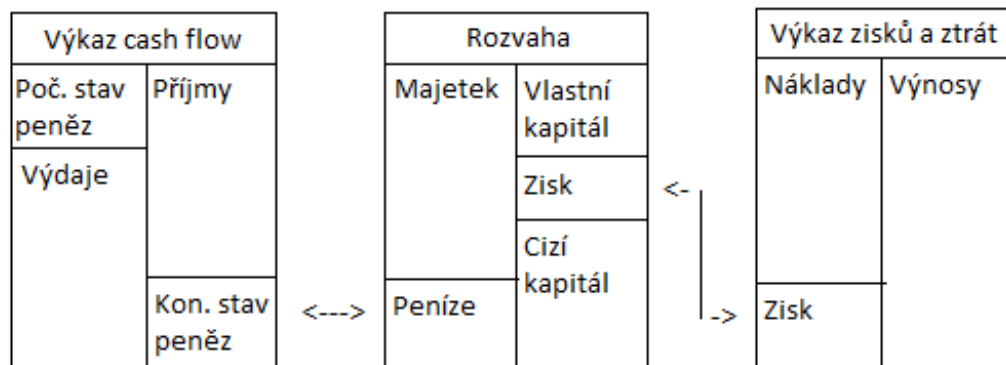 Výkaz cash flow
Poč. stav
peněz
Výdaje
Příjmy
Kon. stav
peněz
<--->
Rozvaha
Majetek
Peníze
Vlastní
kapitál
Zisk
Cizí
kapitál
<-
->
Výkaz zisků a ztrát
Náklady
Zisk
Výnosy